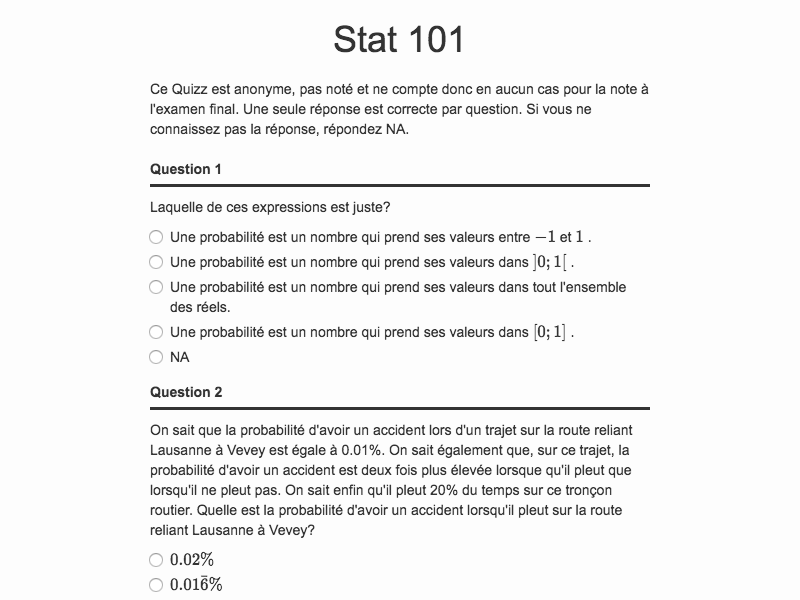 Stat 101
Ce Quizz est anonyme, pas noté et ne compte donc en aucun cas pour la note à
l'examen final. Une seule réponse est correcte par question. Si vous ne
connaissez pas la réponse, répondez NA.
Question 1
Laquelle de ces expressions est juste?
Une probabilité est un nombre qui prend ses valeurs entre −1 et 1 .
Une probabilité est un nombre qui prend ses valeurs dans ]0; 1[ .
Une probabilité est un nombre qui prend ses valeurs dans tout l'ensemble
des réels.
Une probabilité est un nombre qui prend ses valeurs dans [0; 1] .
NA
Question 2
On sait que la probabilité d'avoir un accident lors d'un trajet sur la route reliant
Lausanne à Vevey est égale à 0.01%. On sait également que, sur ce trajet, la
probabilité d'avoir un accident est deux fois plus élevée lorsque qu'il pleut que
lorsqu'il ne pleut pas. On sait enfin qu'il pleut 20% du temps sur ce tronçon
routier. Quelle est la probabilité d'avoir un accident lorsqu'il pleut sur la route
reliant Lausanne à Vevey?
0.02%
0.016̄%